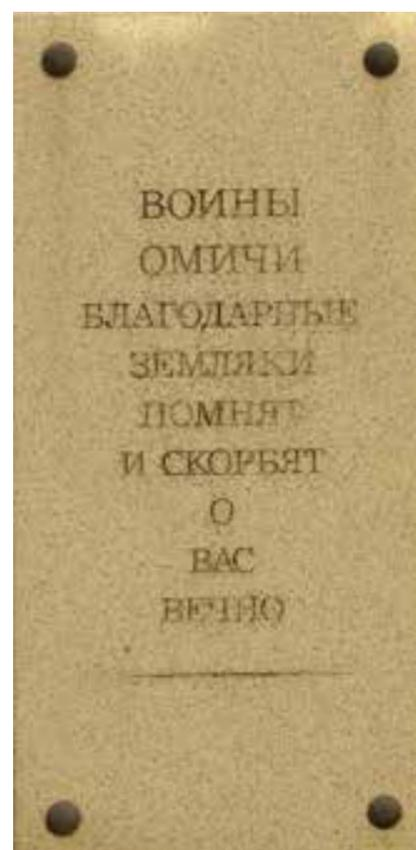 ВОИНЫ
ОМИЧИ
БЛАГОДАРНЫЕ
ЗЕМЛЯКИ
ПОМНЯТ
И СКОРБЯТ
О
ВАС
ВЕЧНО